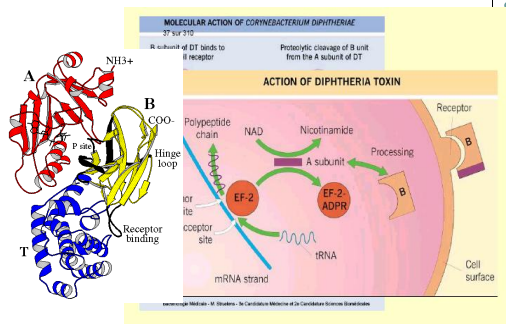 MOLECULAR ACTION OF CORYNEBACTERIUM DIPHTHERIAE
37 sur 310
B subunit of DT binds to
receptor
Proteolytic cleavage of B unit
from the A subunit of DT
ACTION OF DIPHTHERIA TOXIN
A
NH3+
B
COO-
P site
Hinge
loop
Receptor
binding
T
Polypeptide
chain
NAD
Nicotinamide
A subunit
Processing
Receptor
B
B
EF-2
EF-2-
ADPR
site
site
tRNA
mRNA strand
Cell
surface